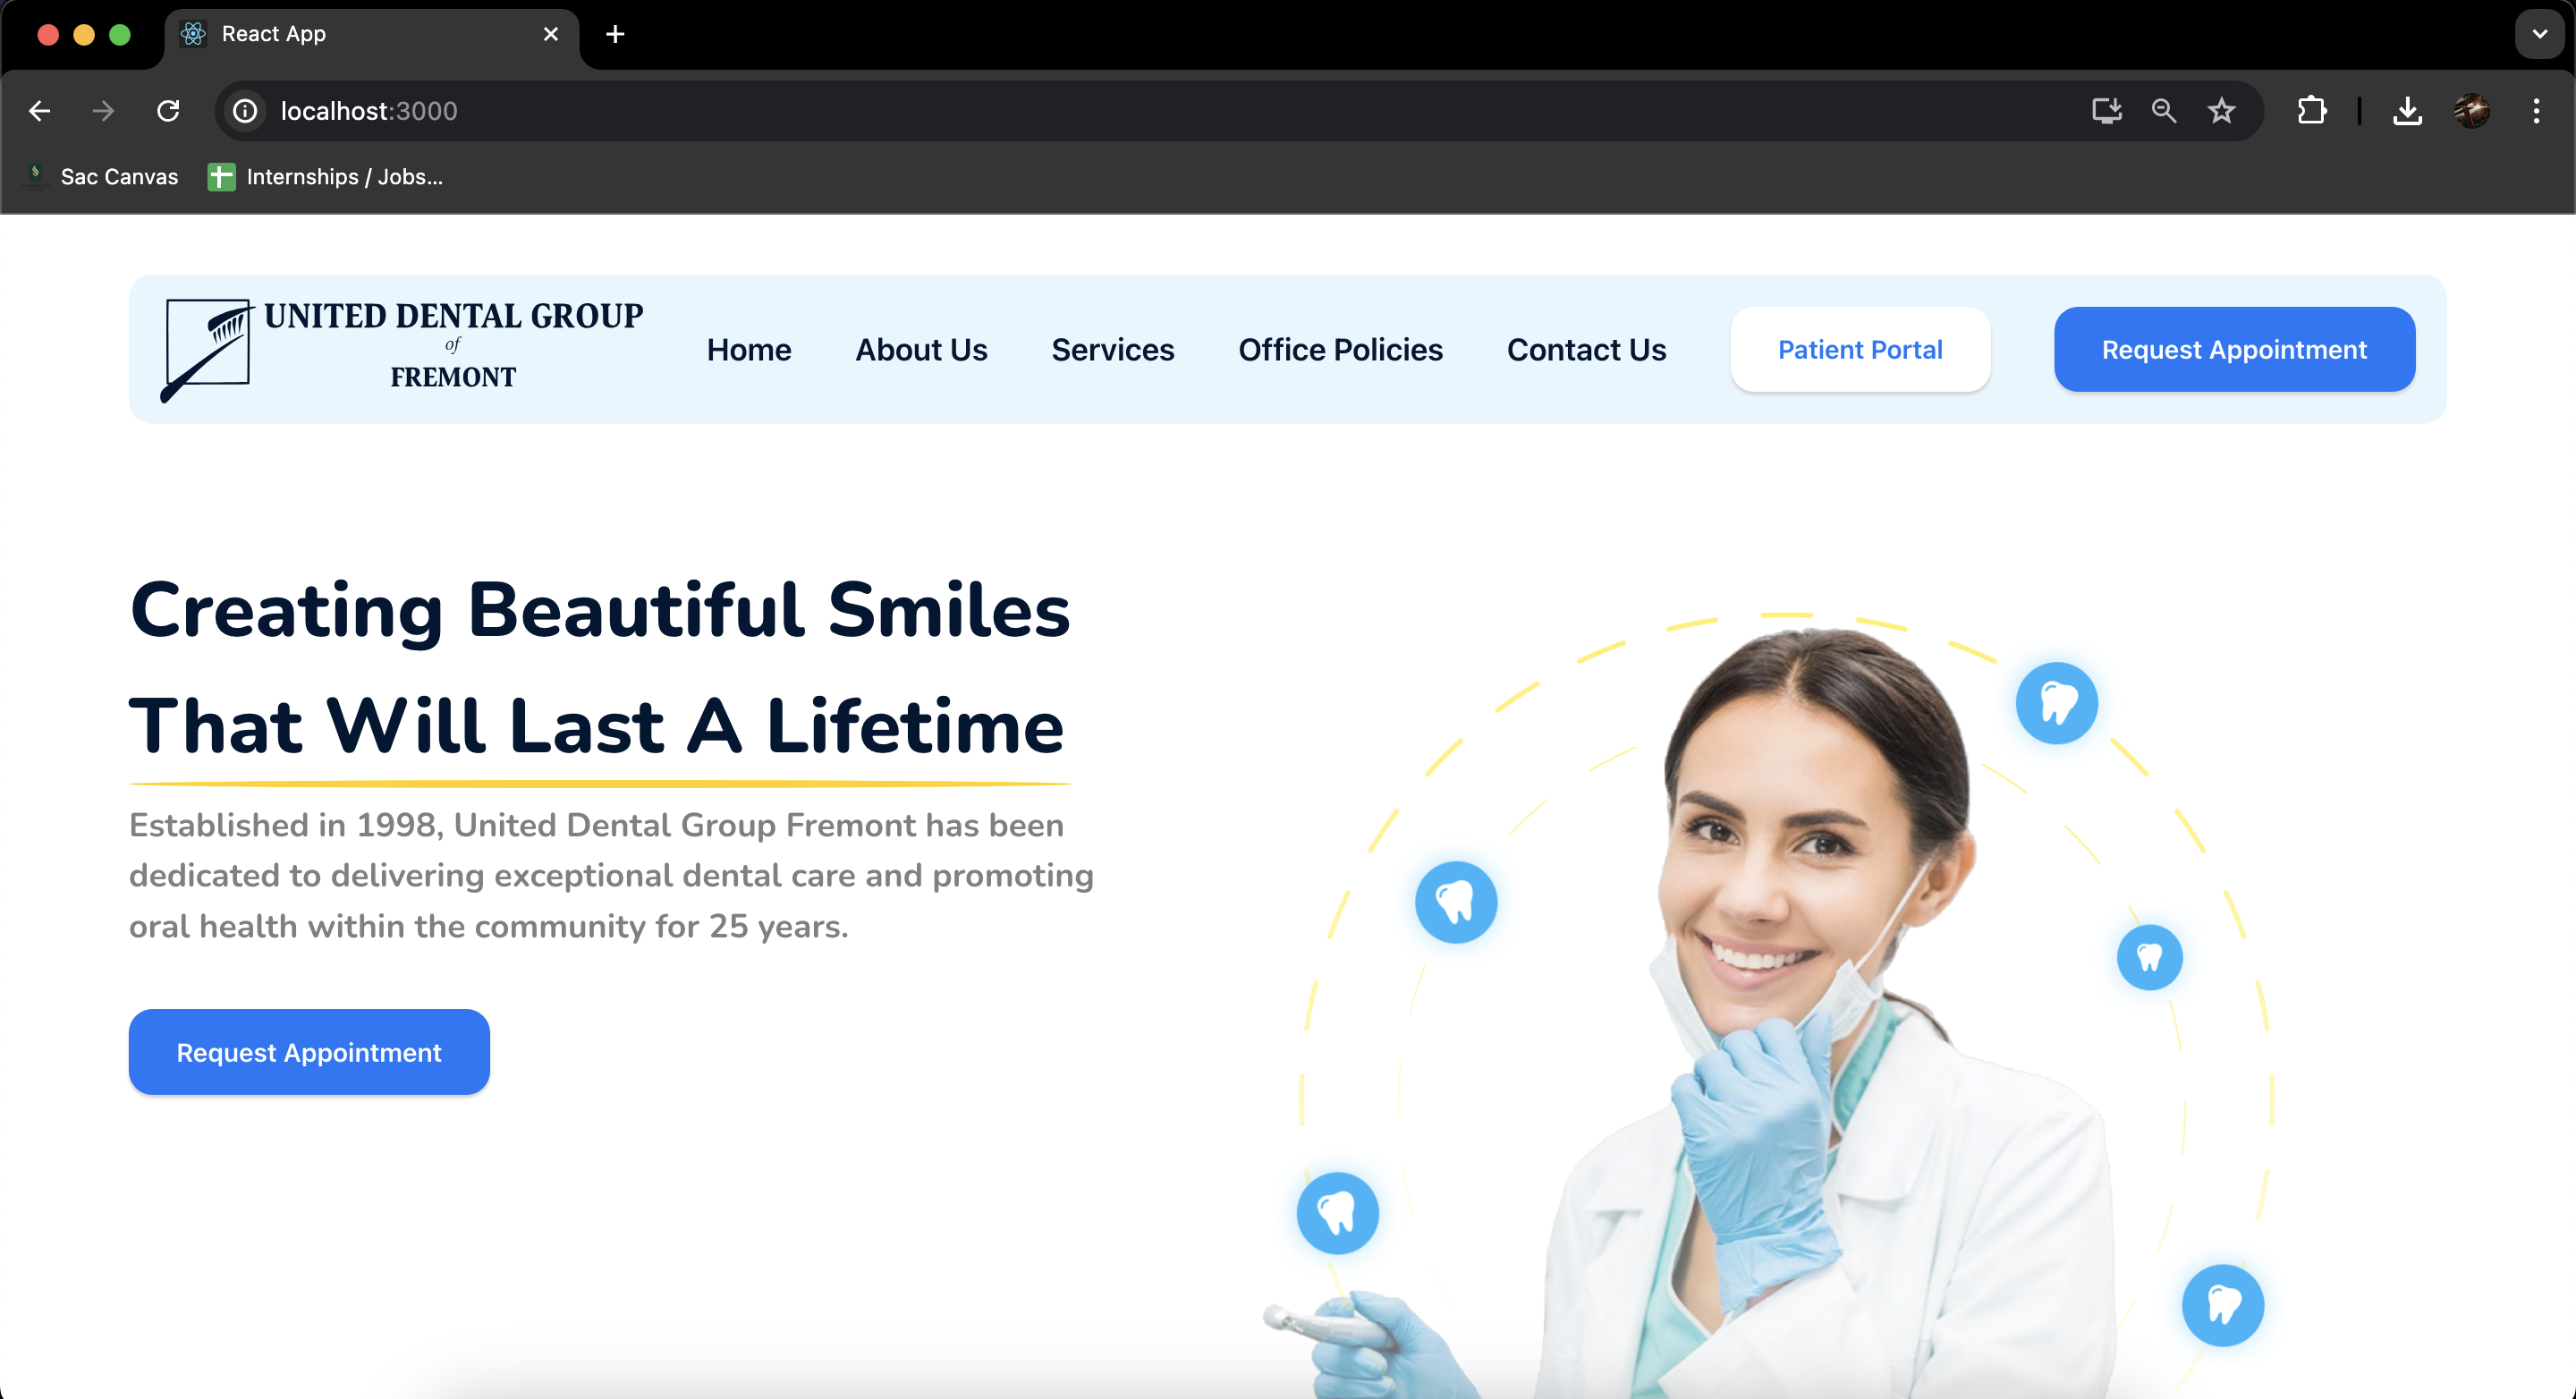 React App
localhost:3000
Sac Canvas
Internships / Jobs...
UNITED DENTAL GROUP
of
FREMONT
Home
About Us
Services
Office Policies
Contact Us
Patient Portal
Request Appointment
Creating Beautiful Smiles
That Will Last A Lifetime
Established in 1998, United Dental Group Fremont has been
dedicated to delivering exceptional dental care and promoting
oral health within the community for 25 years.
Request Appointment